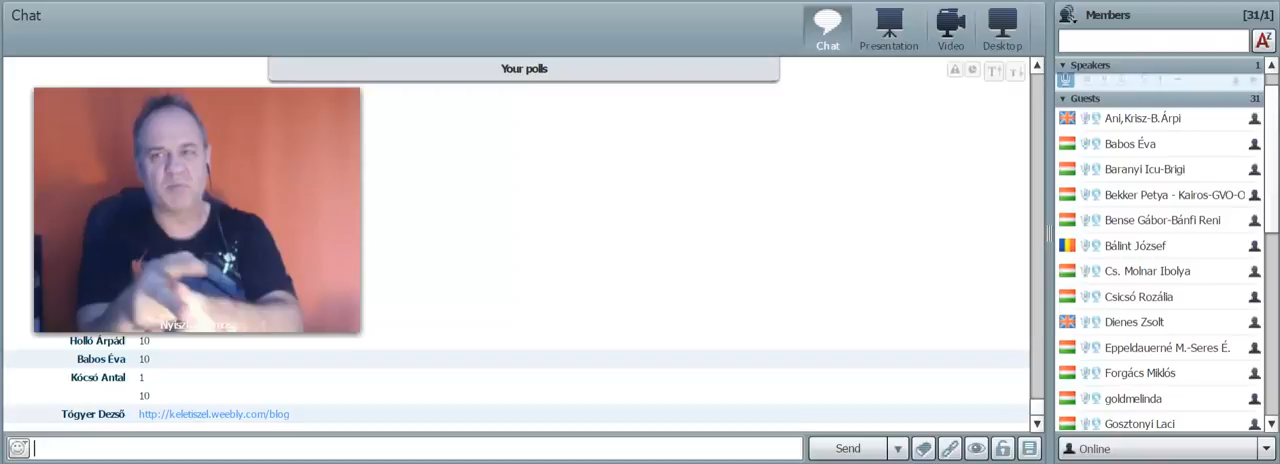 Chat
Chat
Presentation
Video
Desktop
Your polls
Holló Árpád 10
Babos Éva 10
Kócsó Antal 1
10
Tógyer Dezső http://keletiszel.weebly.com/blog
Send
Members [31/1]
Speakers 1
Guests 31
Ani,Krisz-B.Árpi
Babos Éva
Baranyi Icu-Brigi
Bekker Petya - Kairos-GVO-O
Bense Gábor-Bánfi Reni
Bálint József
Cs. Molnar Ibolya
Csicsó Rozália
Dienes Zsolt
Eppeldauerné M.-Seres É.
Forgács Miklós
goldmelinda
Gosztonyi Laci
Online